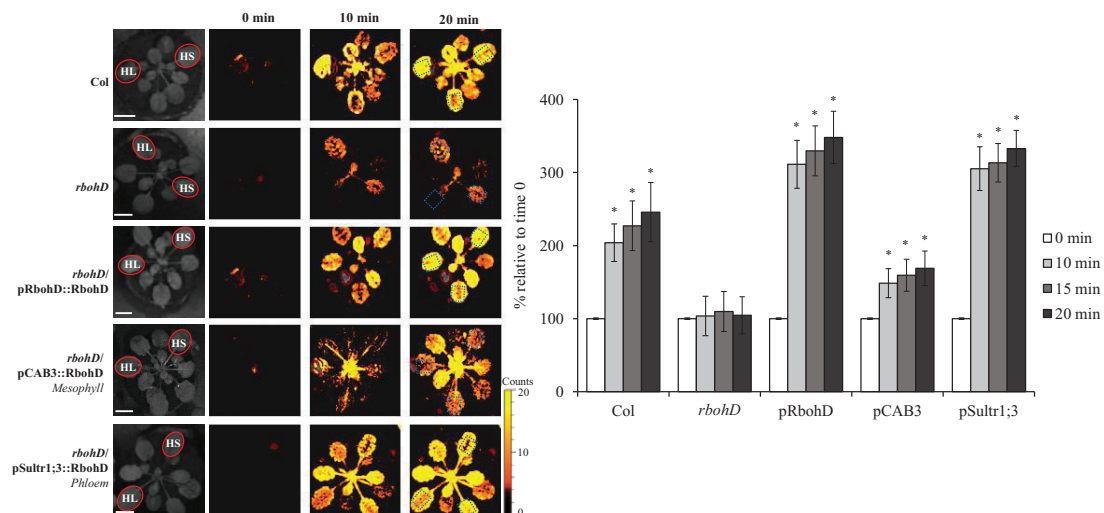 0 min
10 min
20 min
Col
HL
HS
rbohD
HL
HS
rbohD/
pRbohD::RbohD
HS
HL
rbohD/
pCAB3::RbohD
Mesophyll
HS
HL
rbohD/
pSultr1;3::RbohD
Phloem
HS
HL
Counts
20
10
0
% relative to time 0
400
300
200
100
0
* * *
* * *
* * *
* * *
Col
rbohD
pRbohD
pCAB3
pSultr1;3
0 min
10 min
15 min
20 min